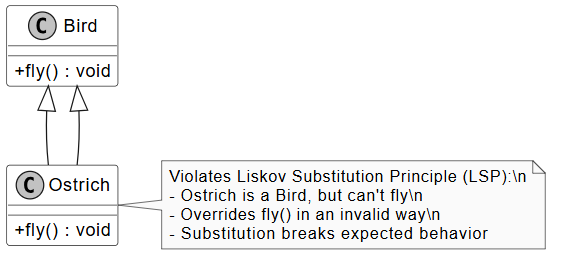 C Bird
+fly() : void
C Ostrich
+fly() : void
Violates Liskov Substitution Principle (LSP):\n
- Ostrich is a Bird, but can't fly\n
- Overrides fly() in an invalid way\n
- Substitution breaks expected behavior